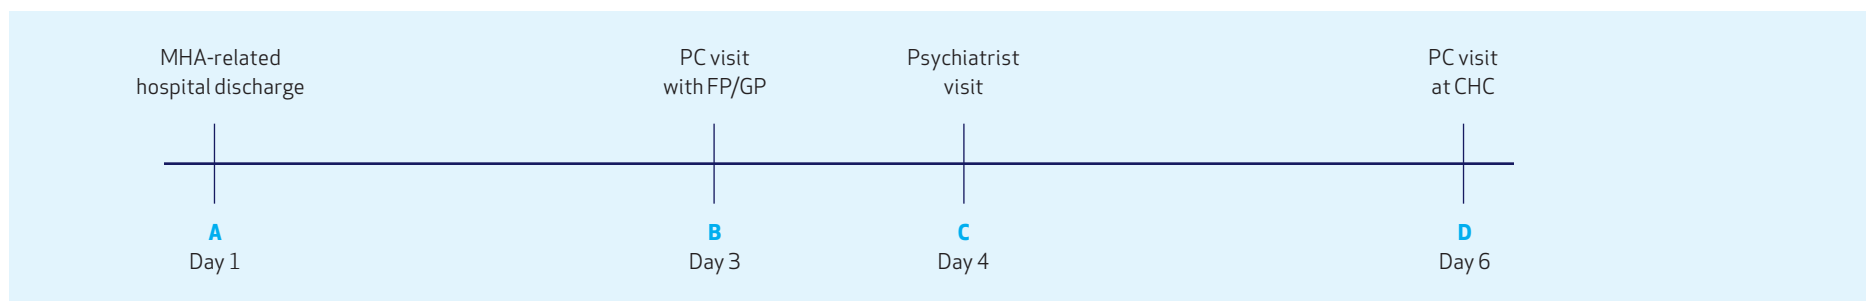 MHA-related
hospital discharge
PC visit
with FP/GP
Psychiatrist
visit
PC visit
at CHC
A
Day 1
B
Day 3
C
Day 4
D
Day 6